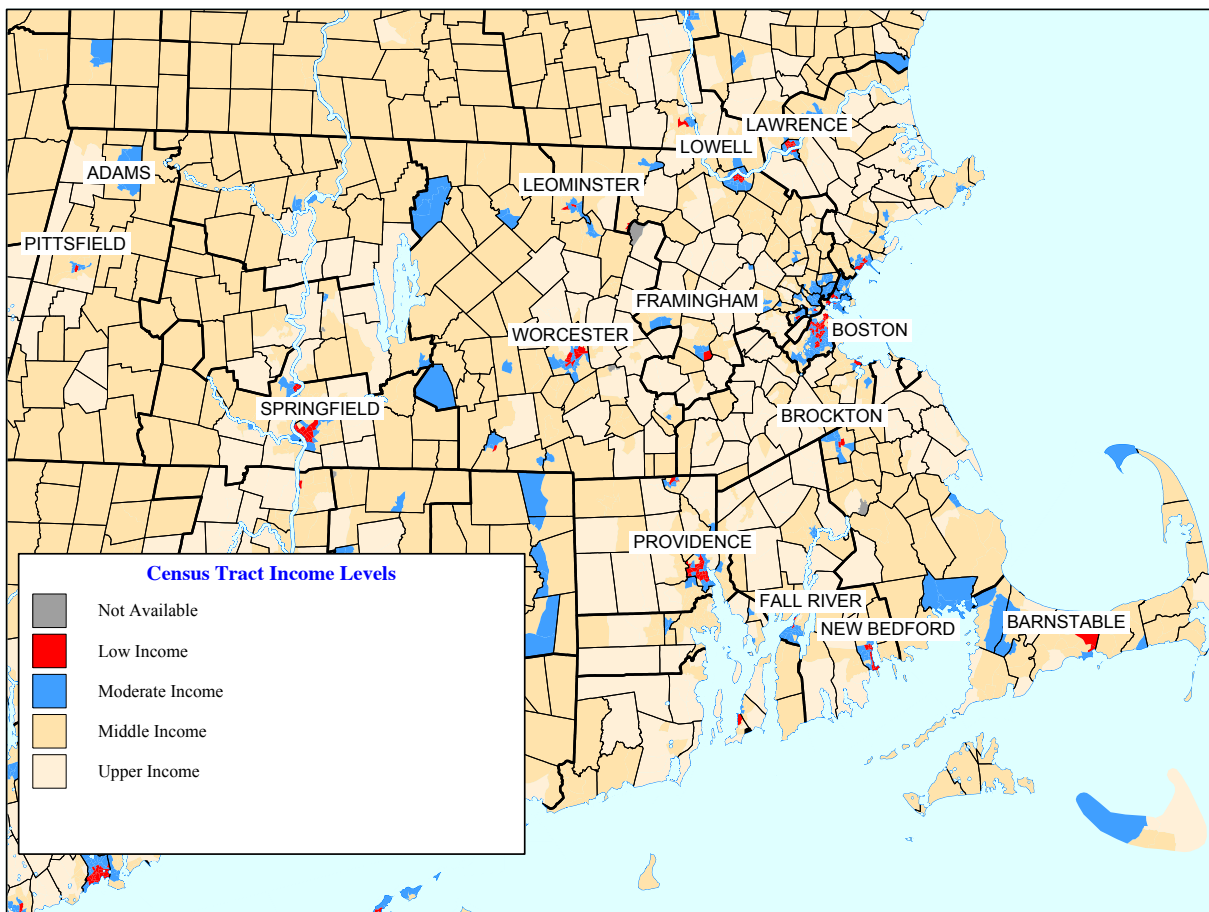 LAWRENCE
LOWELL
ADAMS
LEOMINSTER
PITTSFIELD
FRAMINGHAM
WORCESTER
BOSTON
SPRINGFIELD
BROCKTON
PROVIDENCE
FALL RIVER
NEW BEDFORD
BARNSTABLE
Census Tract Income Levels
Not Available
Low Income
Moderate Income
Middle Income
Upper Income